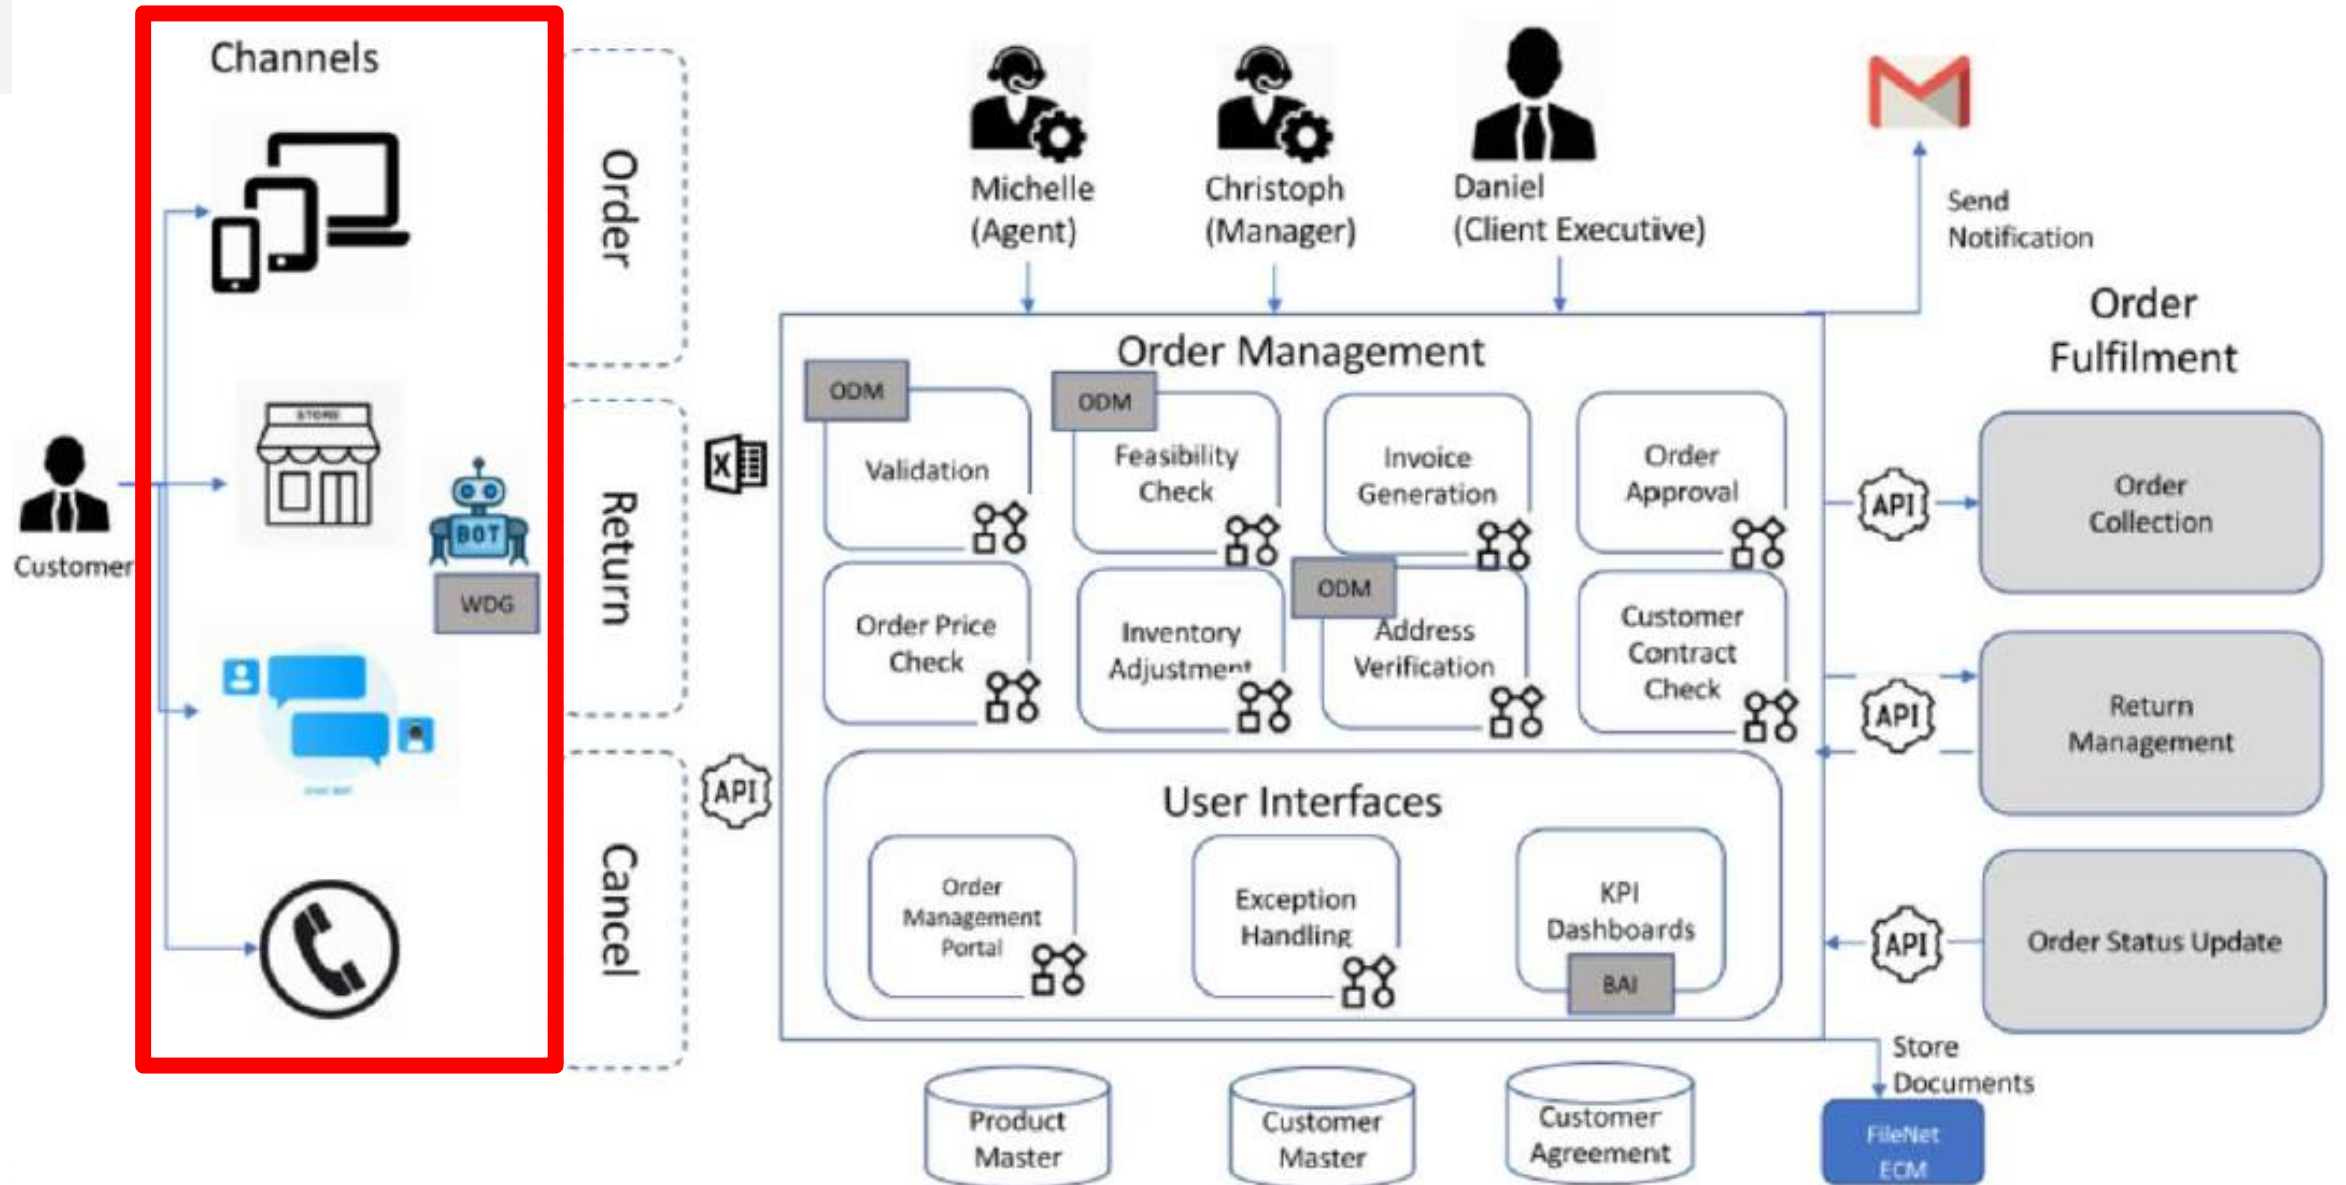 Channels
STORE
BOT
WDG
Customer
Order
Return
Cancel
API
Michelle
(Agent)
Christoph
(Manager)
Daniel
(Client Executive)
Send
Notification
Order Management
ODM
Validation
ODM
Feasibility
Check
Invoice
Generation
Order
Approval
Order Price
Check
Inventory
Adjustment
ODM
Address
Verification
Customer
Contract
Check
User Interfaces
Order
Management
Portal
Exception
Handling
KPI
Dashboards
BAI
Product
Master
Customer
Master
Customer
Agreement
Order
Fulfilment
API
Order
Collection
API
Return
Management
API
Order Status Update
Store
Documents
FileNet
ECM